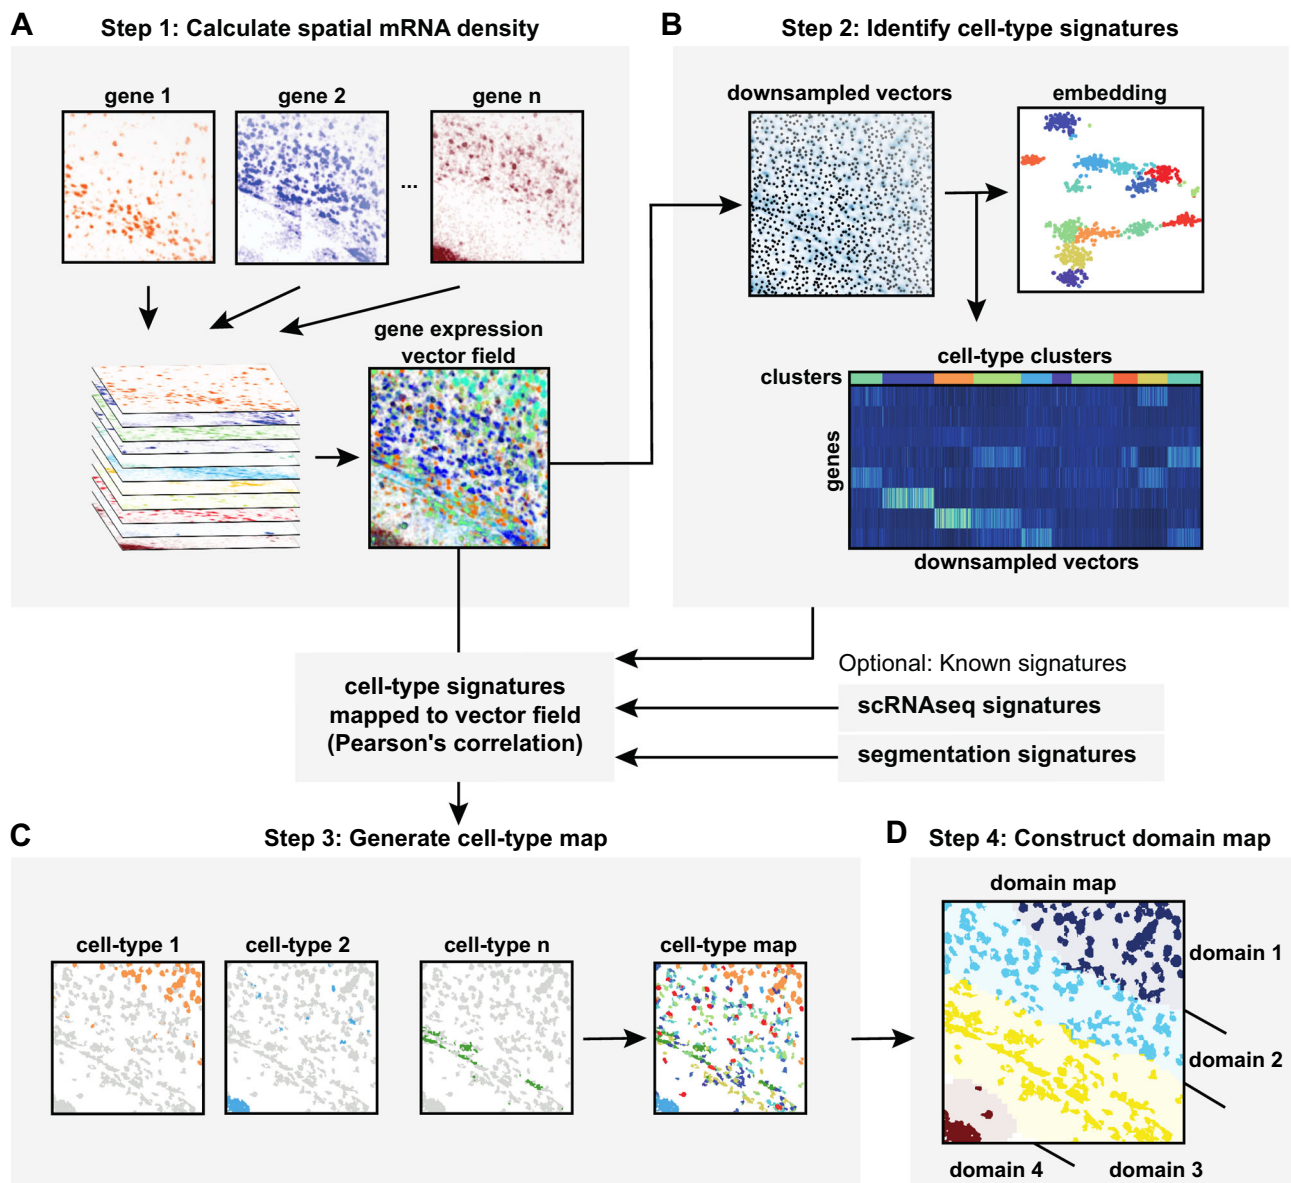 A
Step 1: Calculate spatial mRNA density
gene 1
gene 2
gene n
...
gene expression
vector field
B
Step 2: Identify cell-type signatures
downsampled vectors
embedding
cell-type clusters
clusters
genes
downsampled vectors
cell-type signatures
mapped to vector field
(Pearson's correlation)
Optional: Known signatures
scRNAseq signatures
segmentation signatures
C
Step 3: Generate cell-type map
cell-type 1
cell-type 2
cell-type n
cell-type map
D
Step 4: Construct domain map
domain map
domain 1
domain 2
domain 4
domain 3